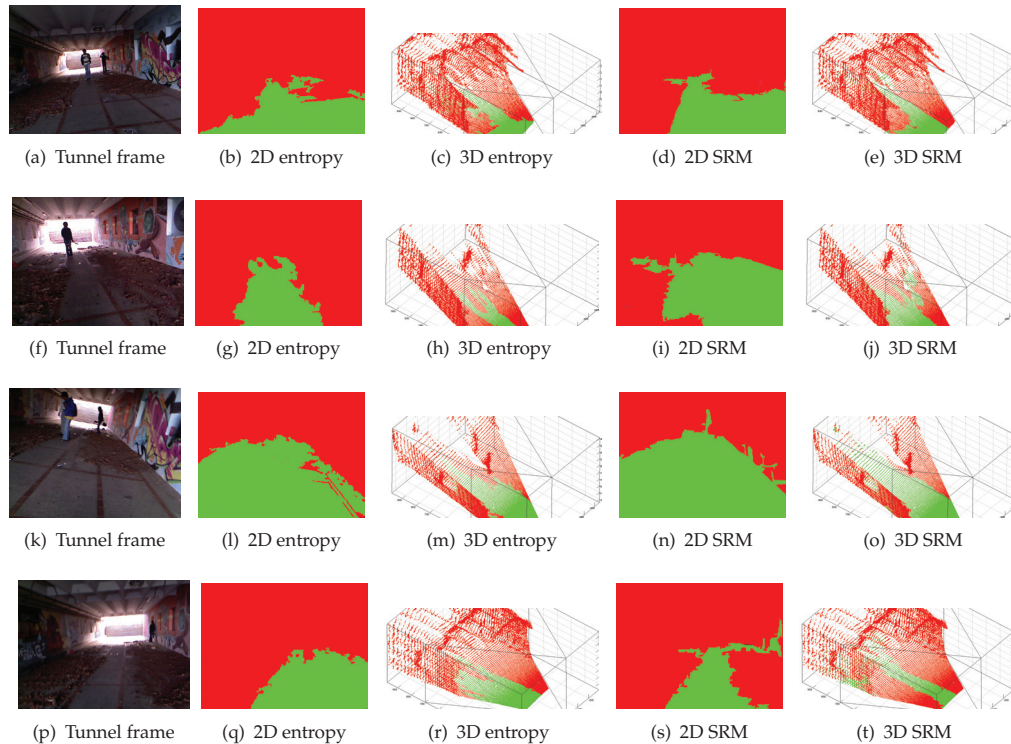 (a) Tunnel frame
(b) 2D entropy
(c) 3D entropy
(d) 2D SRM
(e) 3D SRM
(f) Tunnel frame
(g) 2D entropy
(h) 3D entropy
(i) 2D SRM
(j) 3D SRM
(k) Tunnel frame
(l) 2D entropy
(m) 3D entropy
(n) 2D SRM
(o) 3D SRM
(p) Tunnel frame
(q) 2D entropy
(r) 3D entropy
(s) 2D SRM
(t) 3D SRM